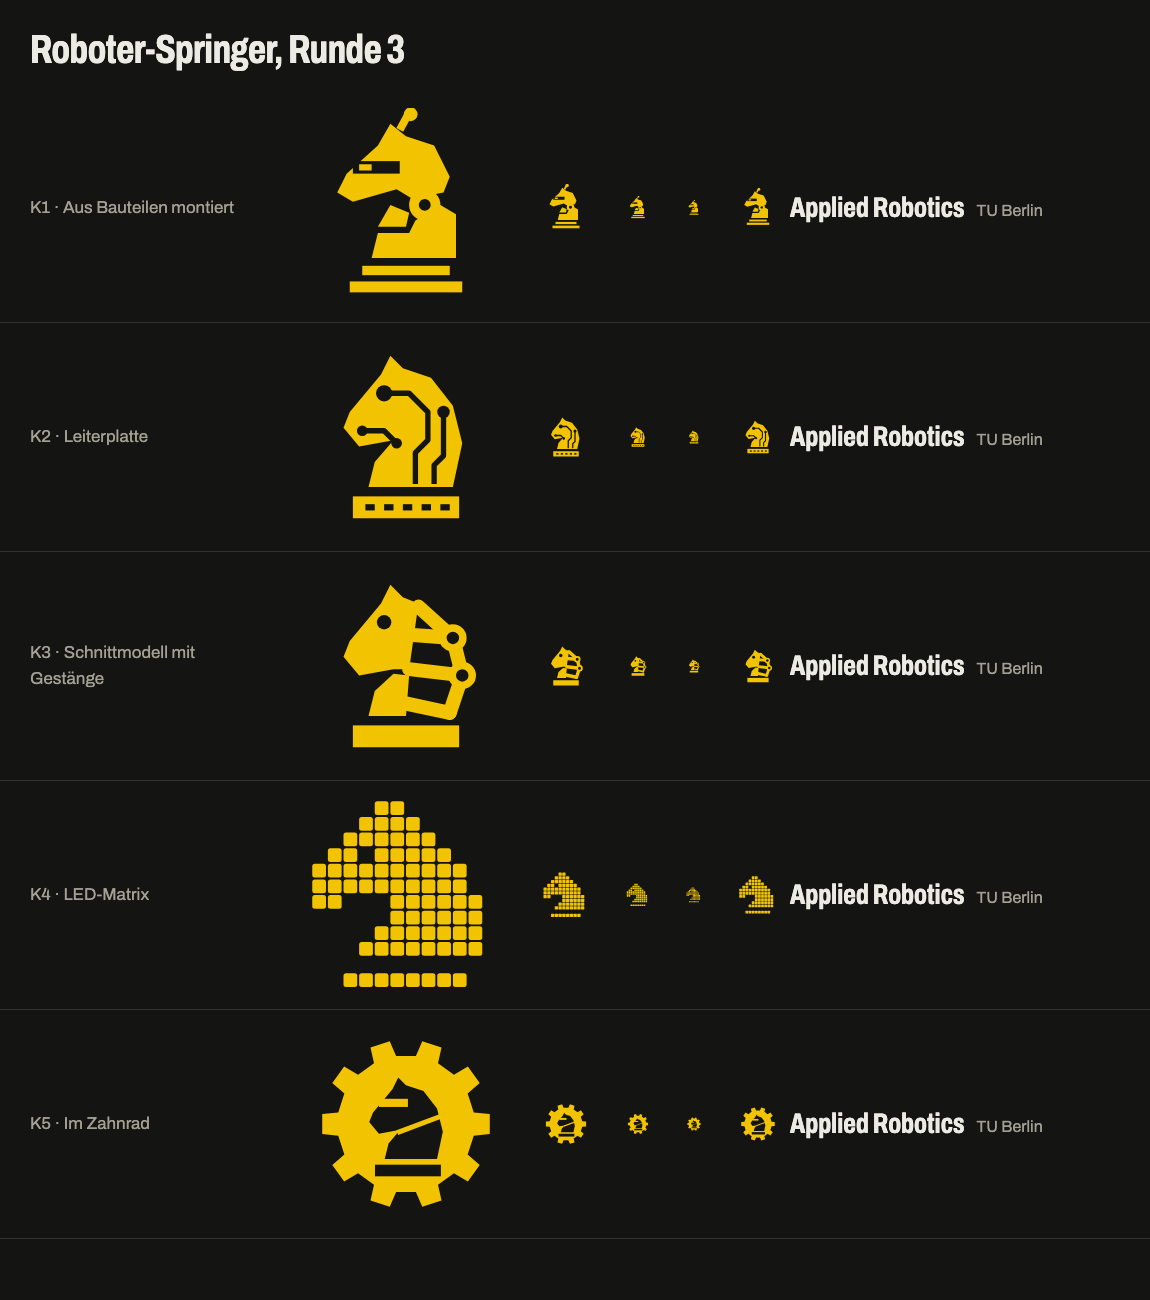 Roboter-Springer, Runde 3
K1 · Aus Bauteilen montiert
Applied Robotics TU Berlin
K2 · Leiterplatte
Applied Robotics TU Berlin
K3 · Schnittmodell mit
Gestänge
Applied Robotics TU Berlin
K4 · LED-Matrix
Applied Robotics TU Berlin
K5 · Im Zahnrad
Applied Robotics TU Berlin